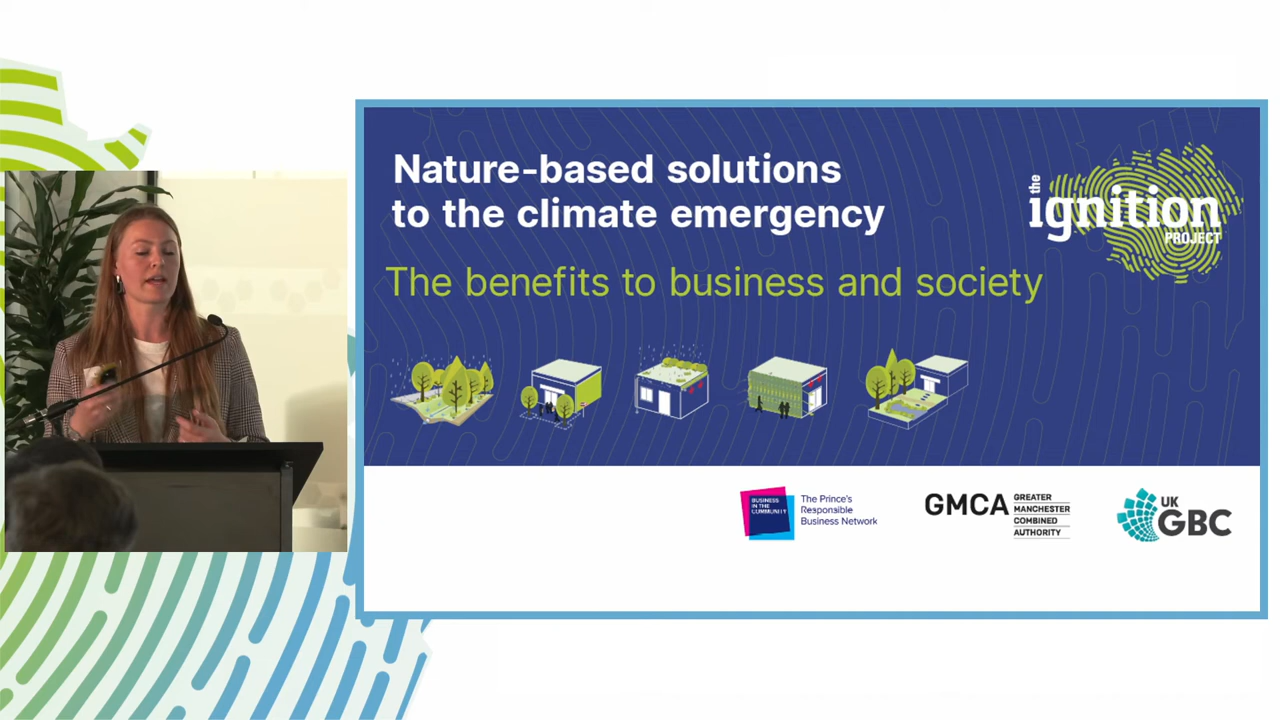 Nature-based solutions
to the climate emergency
The benefits to business and society
the
ignition
PROJECT
BUSINESS
IN THE
COMMUNITY
The Prince's
Responsible
Business Network
GMCA
GREATER
MANCHESTER
COMBINED
AUTHORITY
UK
GBC